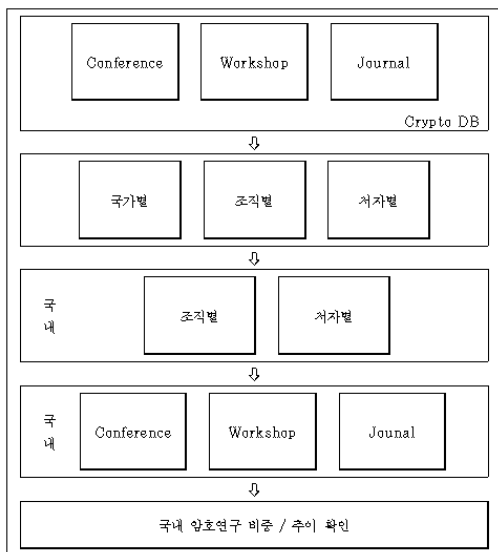 Conference Workshop Journal
Crypto DB
국가별 조직별 저자별
국
내
조직별 저자별
국
내
Conference Workshop Jounal
국내 암호연구 비중 / 추이 확인